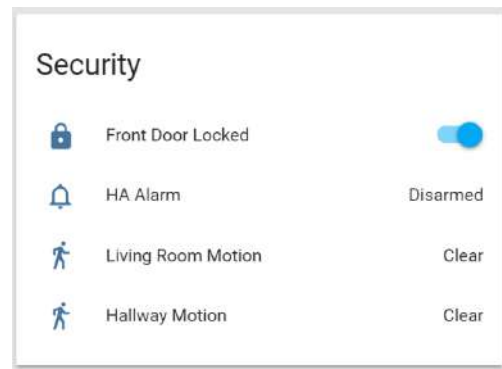 Security
Front Door Locked
HA Alarm Disarmed
Living Room Motion Clear
Hallway Motion Clear